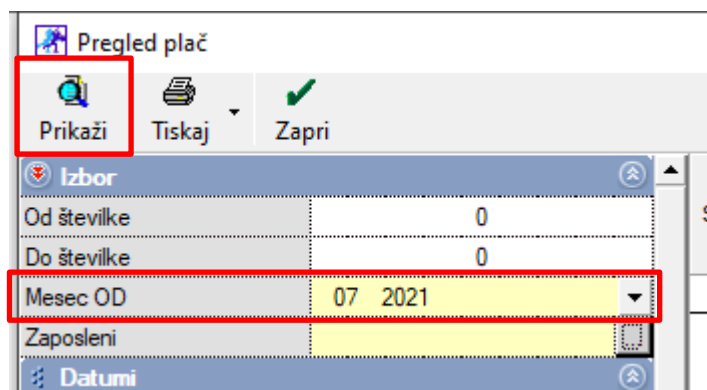 Pregled plač
Prikaži Tiskaj Zapri
Izbor
Od številke 0
Do številke 0
Mesec OD 07 2021
Zaposleni
Datumi